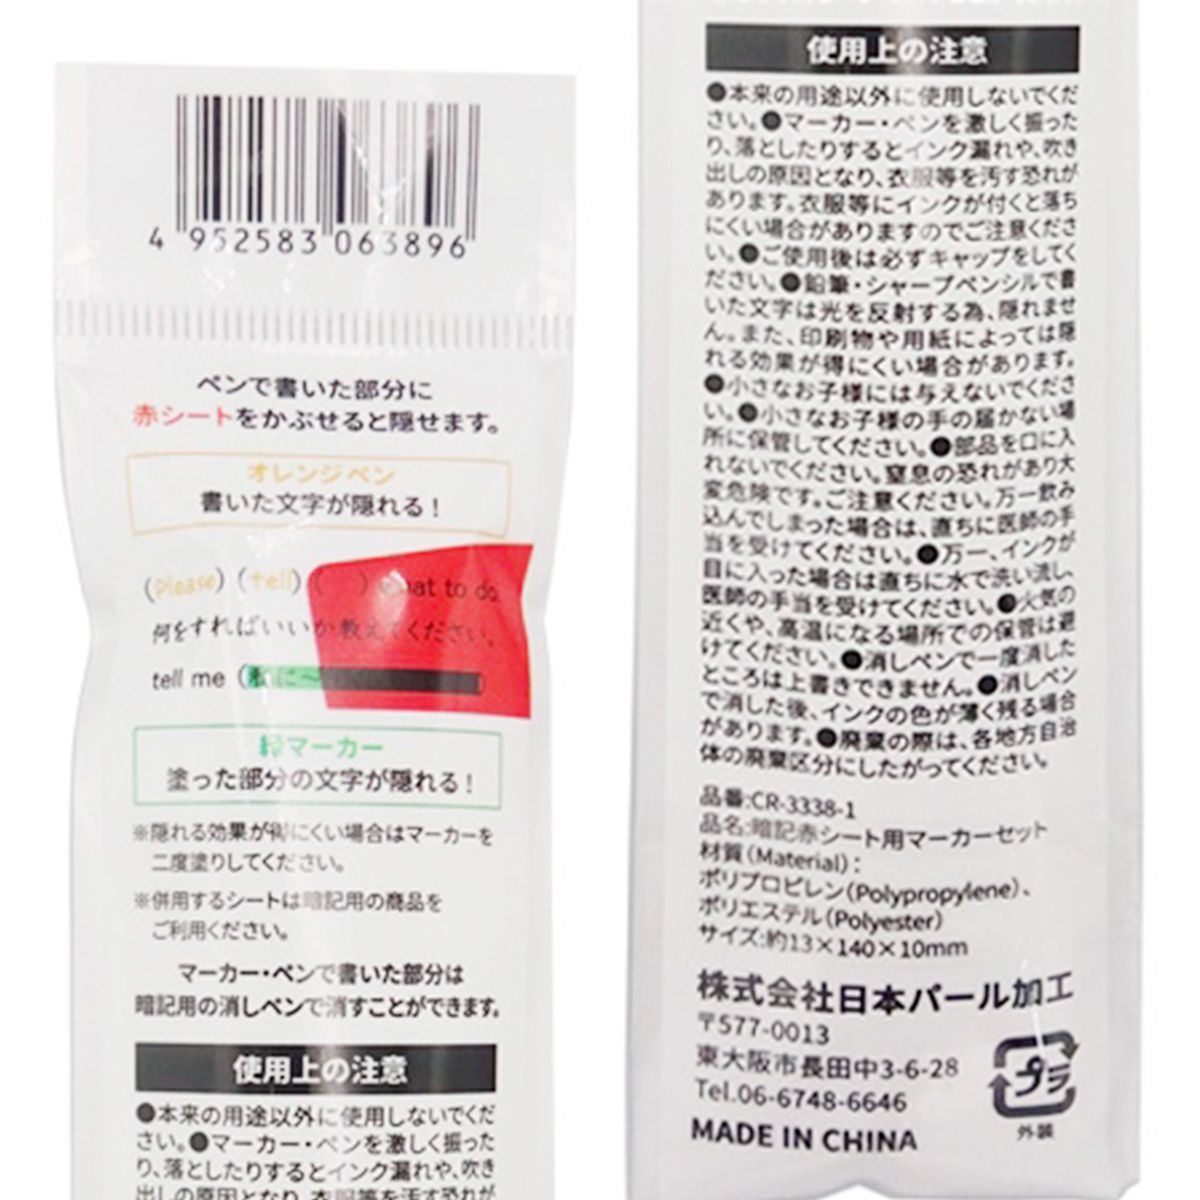 4 952583 063896
ペンで書いた部分に
赤シートをかぶせると隠せます。
オレンジペン
書いた文字が隠れる！
(Please) (tell) ( ) what to do.
何をすればいいか教えてください。
tell me (私に〜
緑マーカー
塗った部分の文字が隠れる！
※隠れる効果が得にくい場合はマーカーを
二度塗りしてください。
※併用するシートは暗記用の商品を
ご利用ください。
マーカー・ペンで書いた部分は
暗記用の消しペンで消すことができます。
使用上の注意
●本来の用途以外に使用しないでくだ
さい。●マーカー・ペンを激しく振った
り、落としたりするとインク漏れや、吹き
出しの原因となり、衣服等を汚す恐れが
使用上の注意
●本来の用途以外に使用しないでくだ
さい。●マーカー・ペンを激しく振った
り、落としたりするとインク漏れや、吹き
出しの原因となり、衣服等を汚す恐れが
あります。衣服等にインクが付くと落ち
にくい場合がありますのでご注意くださ
い。●ご使用後は必ずキャップをしてく
ださい。●鉛筆・シャープペンシルで書
いた文字は光を反射する為、隠れませ
ん。また、印刷物や用紙によっては隠
れる効果が得にくい場合があります。
●小さなお子様には与えないでくださ
い。●小さなお子様の手の届かない場
所に保管してください。●部品を口に入
れないでください。窒息の恐れがあり大
変危険です。ご注意ください。万一飲み
込んでしまった場合は、直ちに医師の手
当を受けてください。●万一、インクが
目に入った場合は直ちに水で洗い流し、
医師の手当を受けてください。●火気の
近くや、高温になる場所での保管は避
けてください。●消しペンで一度消した
ところは上書きできません。●消しペン
で消した後、インクの色が薄く残る場合
があります。●廃棄の際は、各地方自治
体の廃棄区分にしたがってください。
品番:CR-3338-1
品名:暗記赤シート用マーカーセット
材質(Material)：
ポリプロピレン(Polypropylene)、
ポリエステル(Polyester)
サイズ:約13×140×10mm
株式会社日本パール加工
〒577-0013
東大阪市長田中3-6-28
Tel.06-6748-6646
MADE IN CHINA
プラ
外装